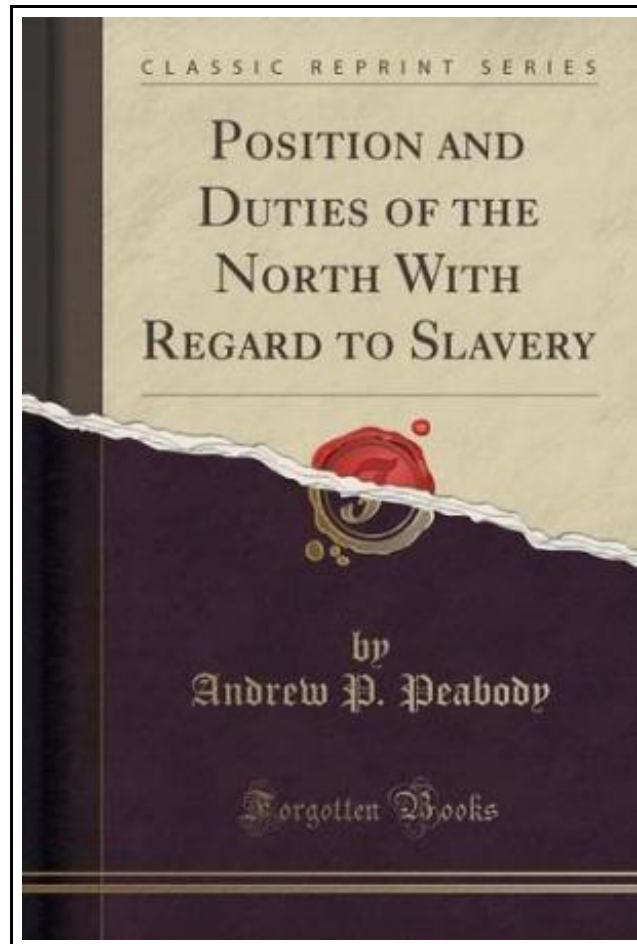 CLASSIC REPRINT SERIES
POSITION AND
DUTIES OF THE
NORTH WITH
REGARD TO SLAVERY
F
by
Andrew P. Peabody
Forgotten Books